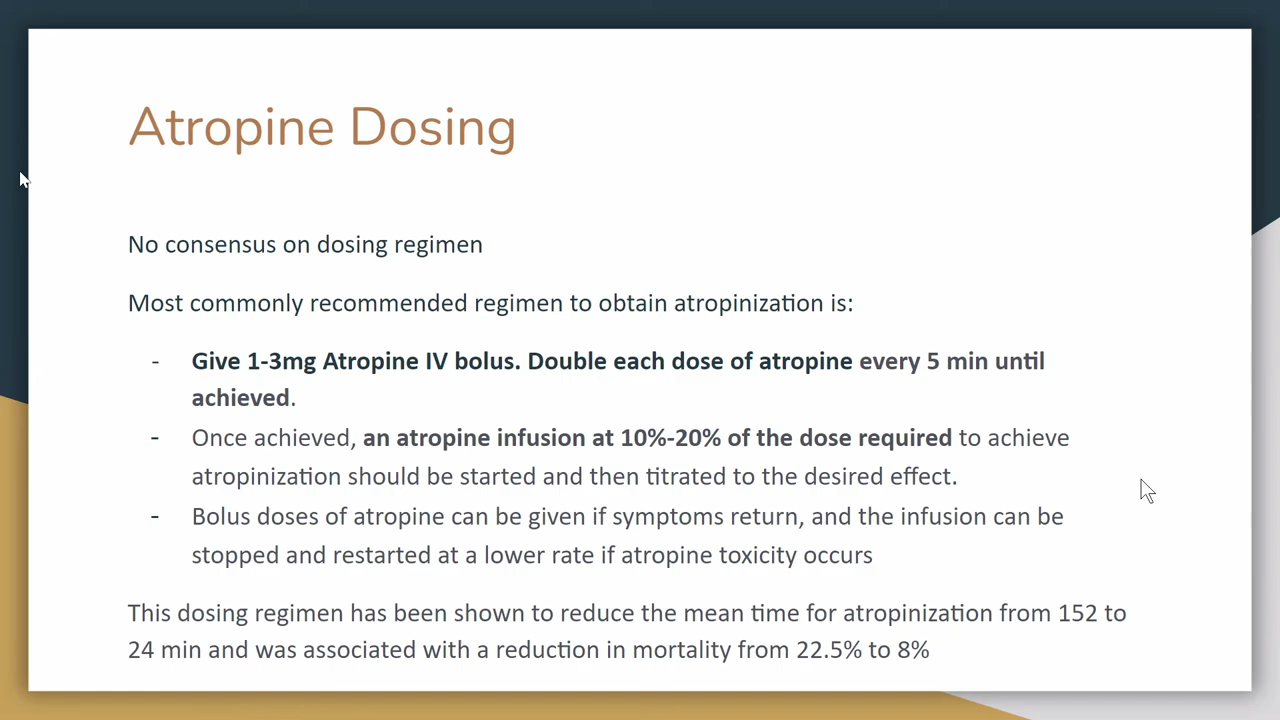 Atropine Dosing
No consensus on dosing regimen
Most commonly recommended regimen to obtain atropinization is:
- Give 1-3mg Atropine IV bolus. Double each dose of atropine every 5 min until
achieved.
- Once achieved, an atropine infusion at 10%-20% of the dose required to achieve
atropinization should be started and then titrated to the desired effect.
- Bolus doses of atropine can be given if symptoms return, and the infusion can be
stopped and restarted at a lower rate if atropine toxicity occurs
This dosing regimen has been shown to reduce the mean time for atropinization from 152 to
24 min and was associated with a reduction in mortality from 22.5% to 8%